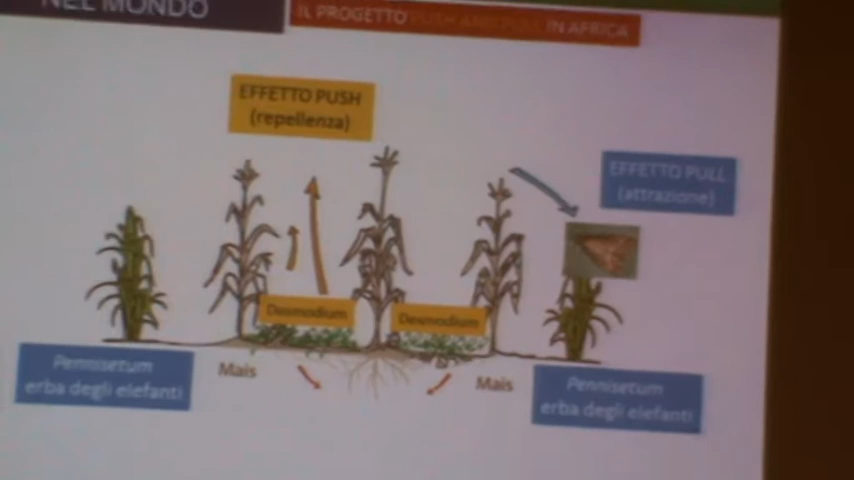 NEL MONDO
IL PROGETTO PUSH AND PULL IN AFRICA
EFFETTO PUSH
(repellenza)
EFFETTO PULL
(attrazione)
Desmodium
Desmodium
Pennisetum
erba degli elefanti
Mais
Mais
Pennisetum
erba degli elefanti